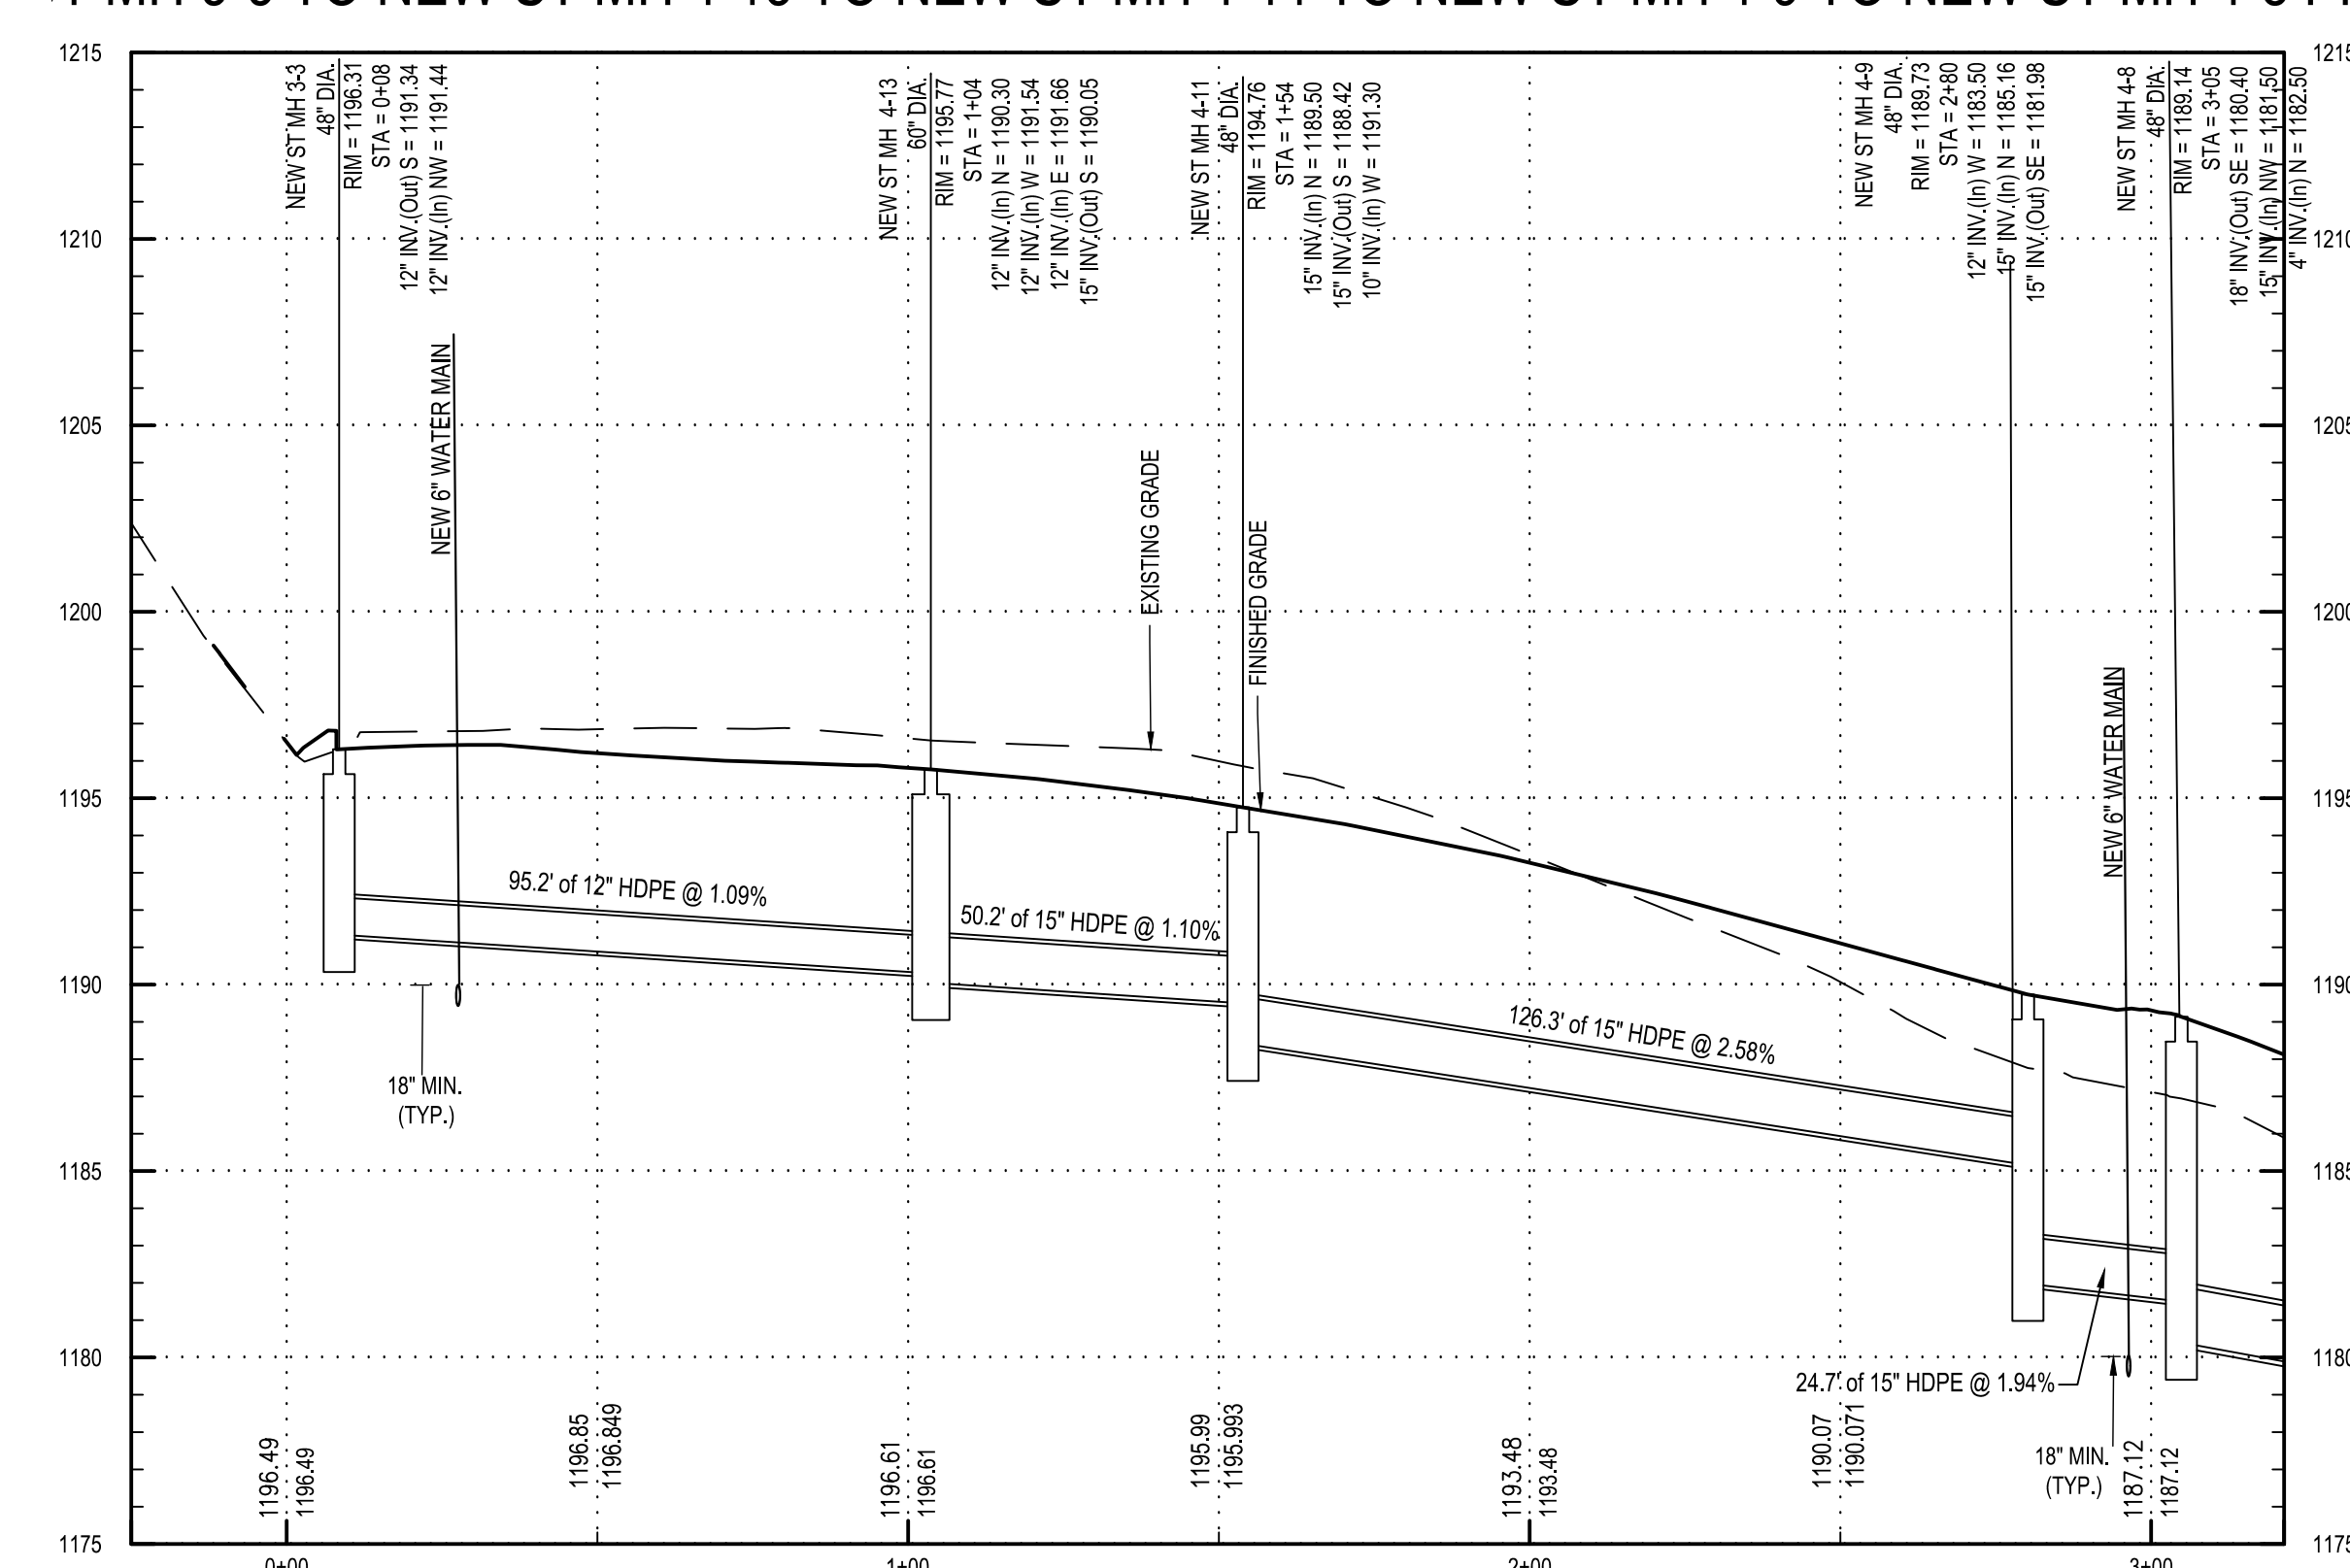 1215
1210
1205
1200
1195
1190
1185
1180
1175
NEW ST MH 3-3
48" DIA.
RIM = 1196.31
STA = 0+08
12" INV.(Out) S = 1191.34
12" INV.(In) NW = 1191.44
NEW 6" WATER MAIN
NEW ST MH 4-13
60" DIA.
RIM = 1195.77
STA = 1+04
12" INV.(In) N = 1190.30
12" INV.(In) W = 1191.54
12" INV.(In) E = 1191.66
15" INV.(Out) S = 1190.05
NEW ST MH 4-11
48" DIA.
RIM = 1194.76
STA = 1+54
15" INV.(In) N = 1189.50
15" INV.(Out) S = 1188.42
10" INV.(In) W = 1191.30
EXISTING GRADE
FINISHED GRADE
NEW ST MH 4-9
48" DIA.
RIM = 1189.73
STA = 2+80
12" INV.(In) W = 1183.50
15" INV.(In) N = 1185.16
15" INV.(Out) SE = 1181.98
NEW ST MH 4-8
48" DIA.
RIM = 1189.14
STA = 3+05
18" INV.(Out) SE = 1180.40
15" INV.(In) NW = 1181.50
4" INV.(In) N = 1182.50
NEW 6" WATER MAIN
95.2' of 12" HDPE @ 1.09%
50.2' of 15" HDPE @ 1.10%
126.3' of 15" HDPE @ 2.58%
24.7' of 15" HDPE @ 1.94%
18" MIN.
(TYP.)
18" MIN.
(TYP.)
1196.49
1196.49
1196.85
1196.849
1196.61
1196.61
1195.99
1195.993
1193.48
1193.48
1190.07
1190.071
1187.12
1187.12
0+00
1+00
2+00
3+00
1215
1210
1205
1200
1195
1190
1185
1180
1175